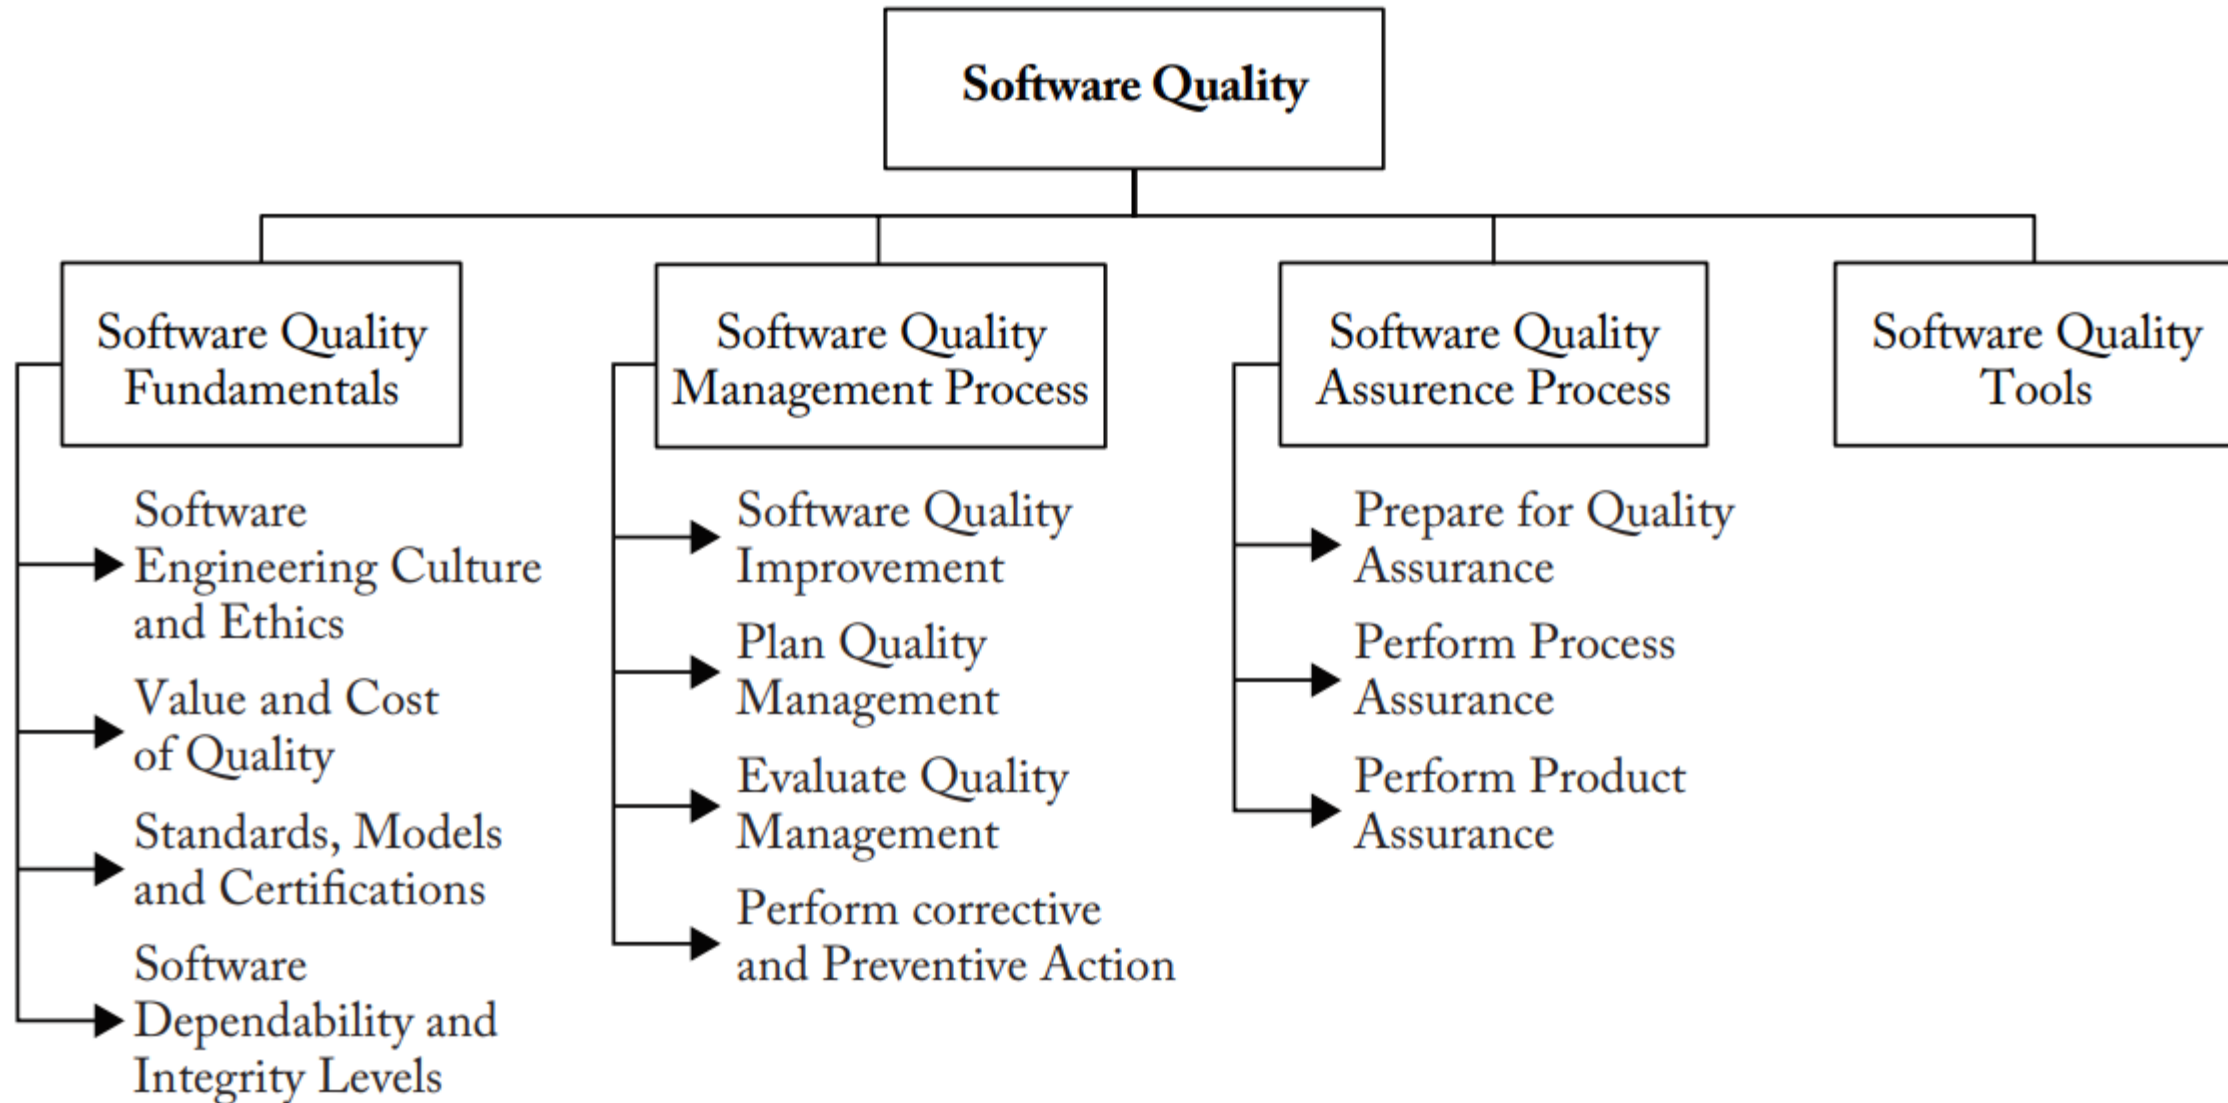 Software Quality
Software Quality
Fundamentals
Software
Engineering Culture
and Ethics
Value and Cost
of Quality
Standards, Models
and Certifications
Software
Dependability and
Integrity Levels
Software Quality
Management Process
Software Quality
Improvement
Plan Quality
Management
Evaluate Quality
Management
Perform corrective
and Preventive Action
Software Quality
Assurence Process
Prepare for Quality
Assurance
Perform Process
Assurance
Perform Product
Assurance
Software Quality
Tools